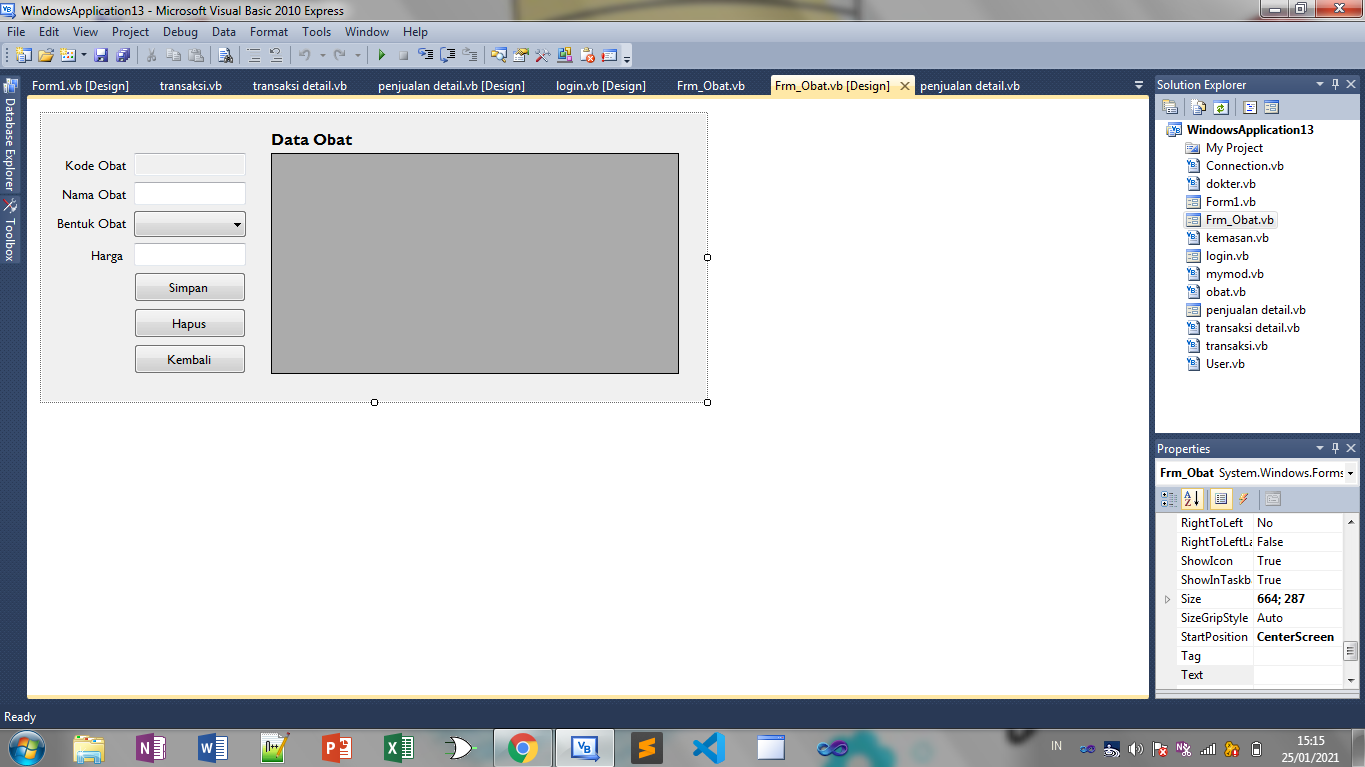 WindowsApplication13 - Microsoft Visual Basic 2010 Express
File Edit View Project Debug Data Format Tools Window Help
Form1.vb [Design] transaksi.vb transaksi detail.vb penjualan detail.vb [Design] login.vb [Design] Frm_Obat.vb Frm_Obat.vb [Design] penjualan detail.vb
Database Explorer
Toolbox
Data Obat
Kode Obat
Nama Obat
Bentuk Obat
Harga
Simpan
Hapus
Kembali
Solution Explorer
WindowsApplication13
My Project
Connection.vb
dokter.vb
Form1.vb
Frm_Obat.vb
kemasan.vb
login.vb
mymod.vb
obat.vb
penjualan detail.vb
transaksi detail.vb
transaksi.vb
User.vb
Properties
Frm_Obat System.Windows.Forms
RightToLeft No
RightToLeftLa False
ShowIcon True
ShowInTaskb True
Size 664; 287
SizeGripStyle Auto
StartPosition CenterScreen
Tag
Text
Ready
IN
15:15
25/01/2021